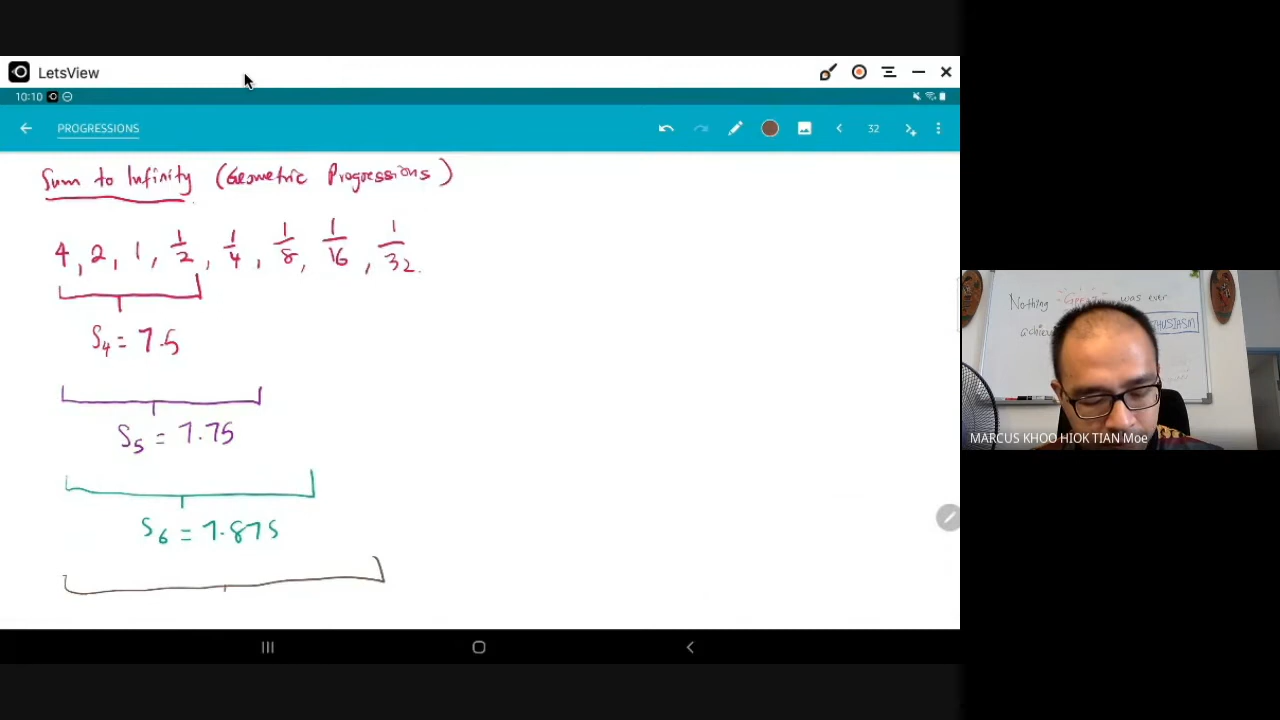 LetsView
10:10
PROGRESSIONS
32
Sum to Infinity (Geometric Progressions)
4, 2, 1, 1/2, 1/4, 1/8, 1/16, 1/32.
S4 = 7.5
S5 = 7.75
S6 = 7.875
Nothing Great was ever
THUSIASM
MARCUS KHOO HIOK TIAN Moe